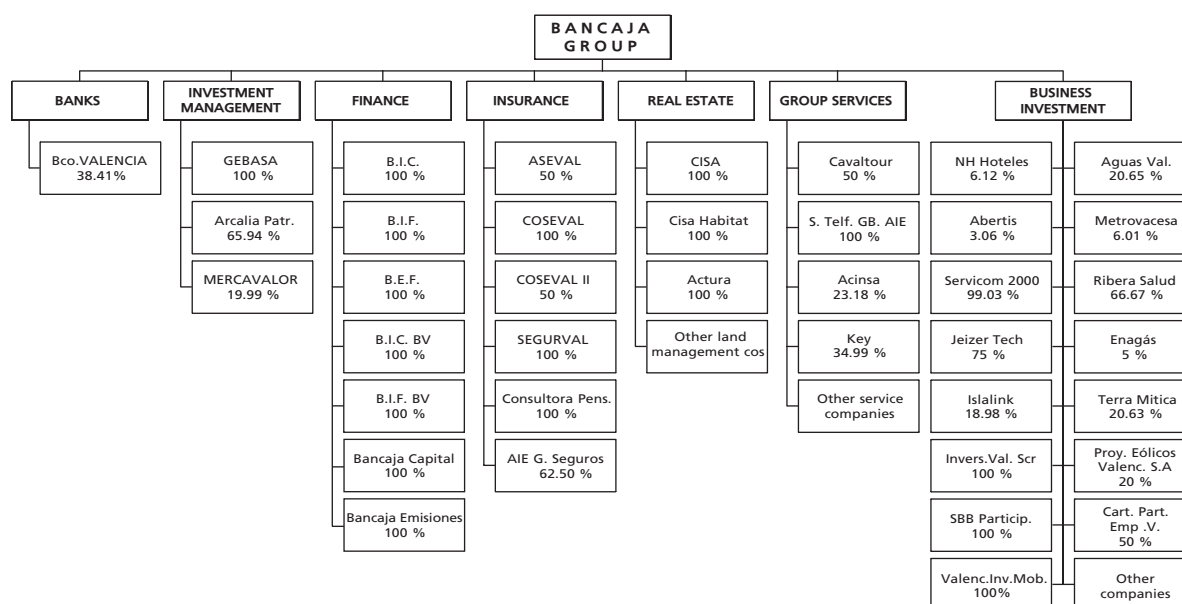 BANCAJA
GROUP
BANKS
Bco.VALENCIA
38.41%
INVESTMENT
MANAGEMENT
GEBASA
100 %
Arcalia Patr.
65.94 %
MERCAVALOR
19.99 %
FINANCE
B.I.C.
100 %
B.I.F.
100 %
B.E.F.
100 %
B.I.C. BV
100 %
B.I.F. BV
100 %
Bancaja Capital
100 %
Bancaja Emisiones
100 %
INSURANCE
ASEVAL
50 %
COSEVAL
100 %
COSEVAL II
50 %
SEGURVAL
100 %
Consultora Pens.
100 %
AIE G. Seguros
62.50 %
REAL ESTATE
CISA
100 %
Cisa Habitat
100 %
Actura
100 %
Other land
management cos
GROUP SERVICES
Cavaltour
50 %
S. Telf. GB. AIE
100 %
Acinsa
23.18 %
Key
34.99 %
Other service
companies
BUSINESS
INVESTMENT
NH Hoteles
6.12 %
Abertis
3.06 %
Servicom 2000
99.03 %
Jeizer Tech
75 %
Islalink
18.98 %
Invers.Val. Scr
100 %
SBB Particip.
100 %
Valenc.Inv.Mob.
100%
Aguas Val.
20.65 %
Metrovacesa
6.01 %
Ribera Salud
66.67 %
Enagás
5 %
Terra Mitica
20.63 %
Proy. Eólicos
Valenc. S.A
20 %
Cart. Part.
Emp .V.
50 %
Other
companies